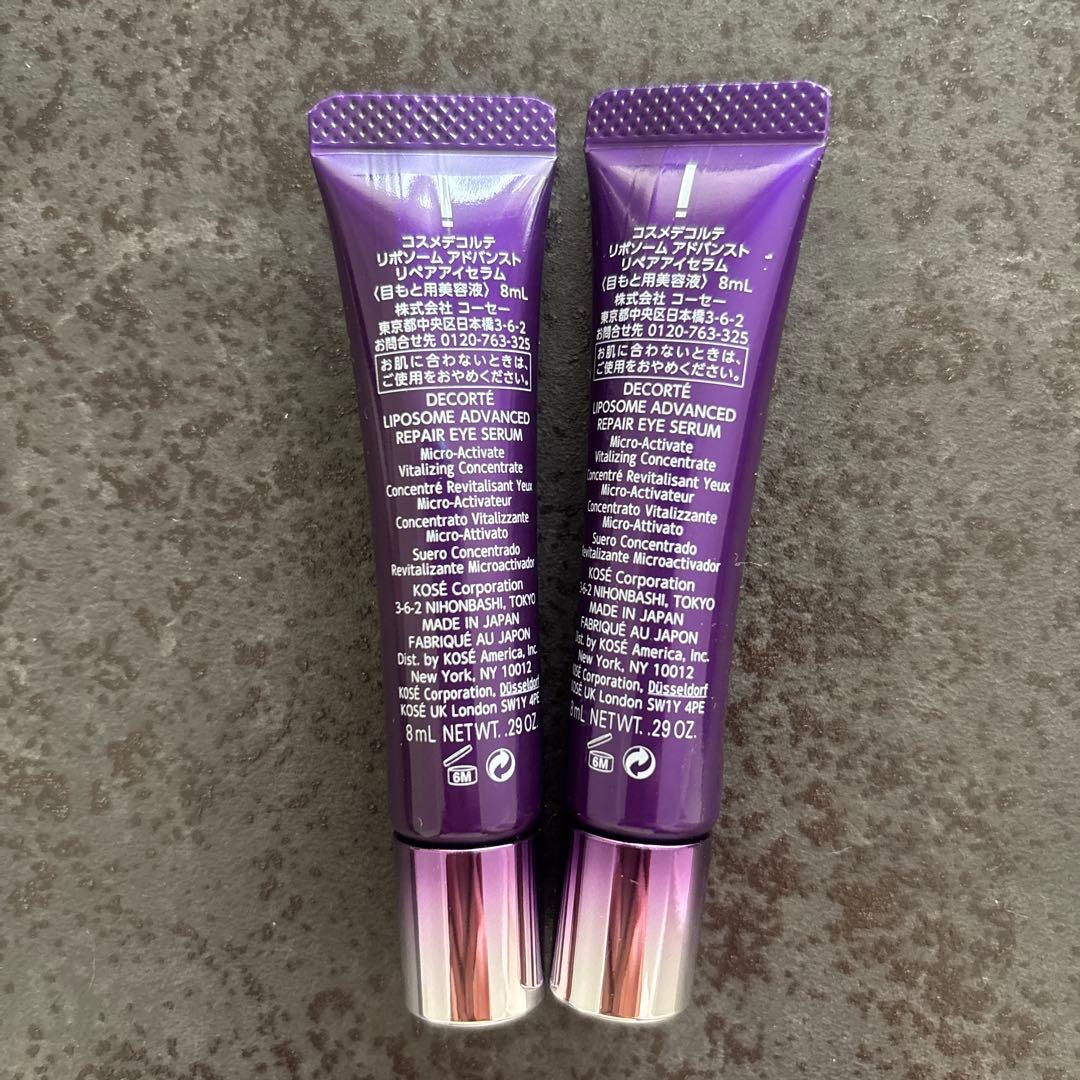 コスメデコルテ
リポソーム アドバンスト
リペアアイセラム
〈目もと用美容液〉 8mL
株式会社 コーセー
東京都中央区日本橋3-6-2
お問合せ先 0120-763-325
お肌に合わないときは、
ご使用をおやめください。
DECORTÉ
LIPOSOME ADVANCED
REPAIR EYE SERUM
Micro-Activate
Vitalizing Concentrate
Concentré Revitalisant Yeux
Micro-Activateur
Concentrato Vitalizzante
Micro-Attivato
Suero Concentrado
Revitalizante Microactivador
KOSÉ Corporation
3-6-2 NIHONBASHI, TOKYO
MADE IN JAPAN
FABRIQUÉ AU JAPON
Dist. by KOSÉ America, Inc.
New York, NY 10012
KOSÉ Corporation, Düsseldorf
KOSÉ UK London SW1Y 4PE
8mL NETWT. .29 OZ.
6M
コスメデコルテ
リポソーム アドバンスト
リペアアイセラム
〈目もと用美容液〉 8mL
株式会社 コーセー
東京都中央区日本橋3-6-2
お問合せ先 0120-763-325
お肌に合わないときは、
ご使用をおやめください。
DECORTÉ
LIPOSOME ADVANCED
REPAIR EYE SERUM
Micro-Activate
Vitalizing Concentrate
Concentré Revitalisant Yeux
Micro-Activateur
Concentrato Vitalizzante
Micro-Attivato
Suero Concentrado
Revitalizante Microactivador
KOSÉ Corporation
3-6-2 NIHONBASHI, TOKYO
MADE IN JAPAN
FABRIQUÉ AU JAPON
Dist. by KOSÉ America, Inc.
New York, NY 10012
KOSÉ Corporation, Düsseldorf
KOSÉ UK London SW1Y 4PE
8mL NETWT. .29 OZ.
6M